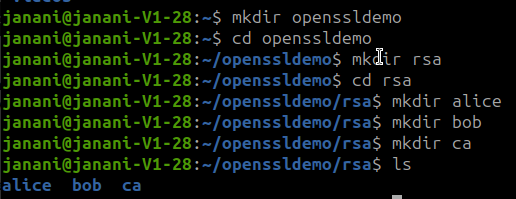 janani@janani-V1-28:~$ mkdir openssldemo
janani@janani-V1-28:~$ cd openssldemo
janani@janani-V1-28:~/openssldemo$ mkdir rsa
janani@janani-V1-28:~/openssldemo$ cd rsa
janani@janani-V1-28:~/openssldemo/rsa$ mkdir alice
janani@janani-V1-28:~/openssldemo/rsa$ mkdir bob
janani@janani-V1-28:~/openssldemo/rsa$ mkdir ca
janani@janani-V1-28:~/openssldemo/rsa$ ls
alice  bob  ca